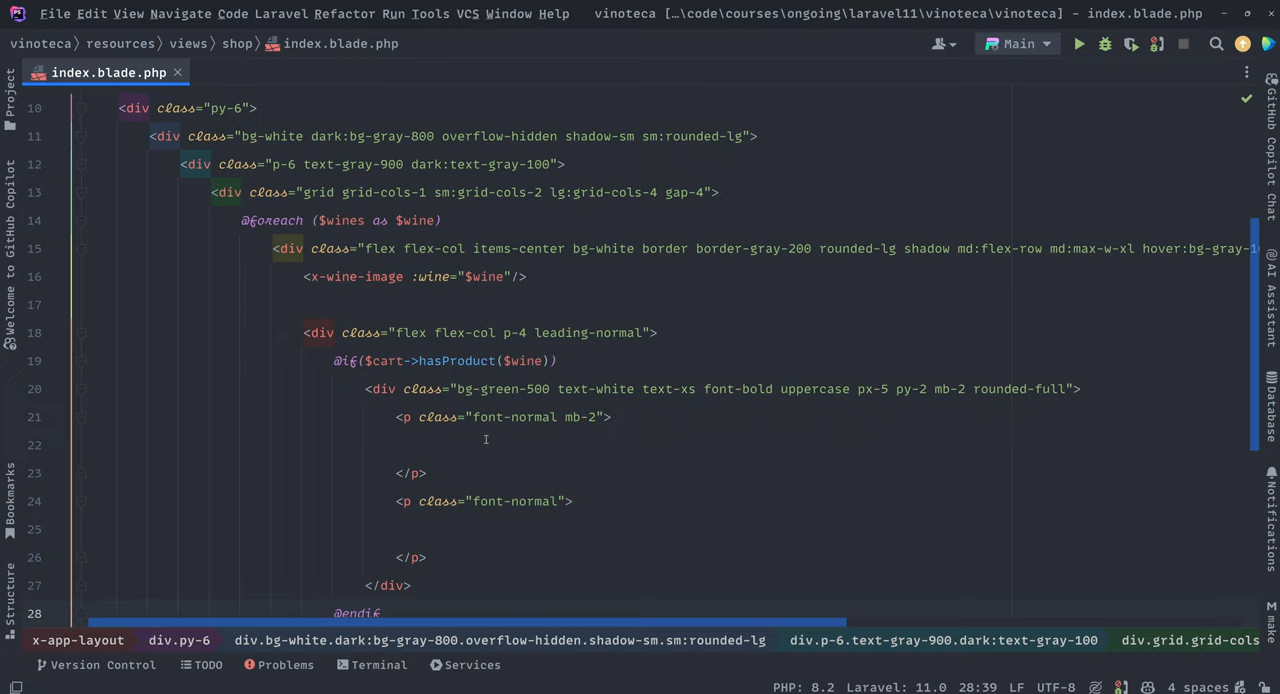 File Edit View Navigate Code Laravel Refactor Run Tools VCS Window Help vinoteca [...\code\courses\ongoing\laravel11\vinoteca\vinoteca] - index.blade.php
vinoteca resources views shop index.blade.php Main
index.blade.php
Project
Welcome to GitHub Copilot
Bookmarks
Structure
10 <div class="py-6">
11 <div class="bg-white dark:bg-gray-800 overflow-hidden shadow-sm sm:rounded-lg">
12 <div class="p-6 text-gray-900 dark:text-gray-100">
13 <div class="grid grid-cols-1 sm:grid-cols-2 lg:grid-cols-4 gap-4">
14 @foreach ($wines as $wine)
15 <div class="flex flex-col items-center bg-white border border-gray-200 rounded-lg shadow md:flex-row md:max-w-xl hover:bg-gray-1
16 <x-wine-image :wine="$wine"/>
17
18 <div class="flex flex-col p-4 leading-normal">
19 @if($cart->hasProduct($wine))
20 <div class="bg-green-500 text-white text-xs font-bold uppercase px-5 py-2 mb-2 rounded-full">
21 <p class="font-normal mb-2">
22
23 </p>
24 <p class="font-normal">
25
26 </p>
27 </div>
28 @endif
GitHub Copilot Chat
AI Assistant
Database
Notifications
M make
x-app-layout div.py-6 div.bg-white.dark:bg-gray-800.overflow-hidden.shadow-sm.sm:rounded-lg div.p-6.text-gray-900.dark:text-gray-100 div.grid.grid-cols
Version Control TODO Problems Terminal Services
PHP: 8.2 Laravel: 11.0 28:39 LF UTF-8 4 spaces